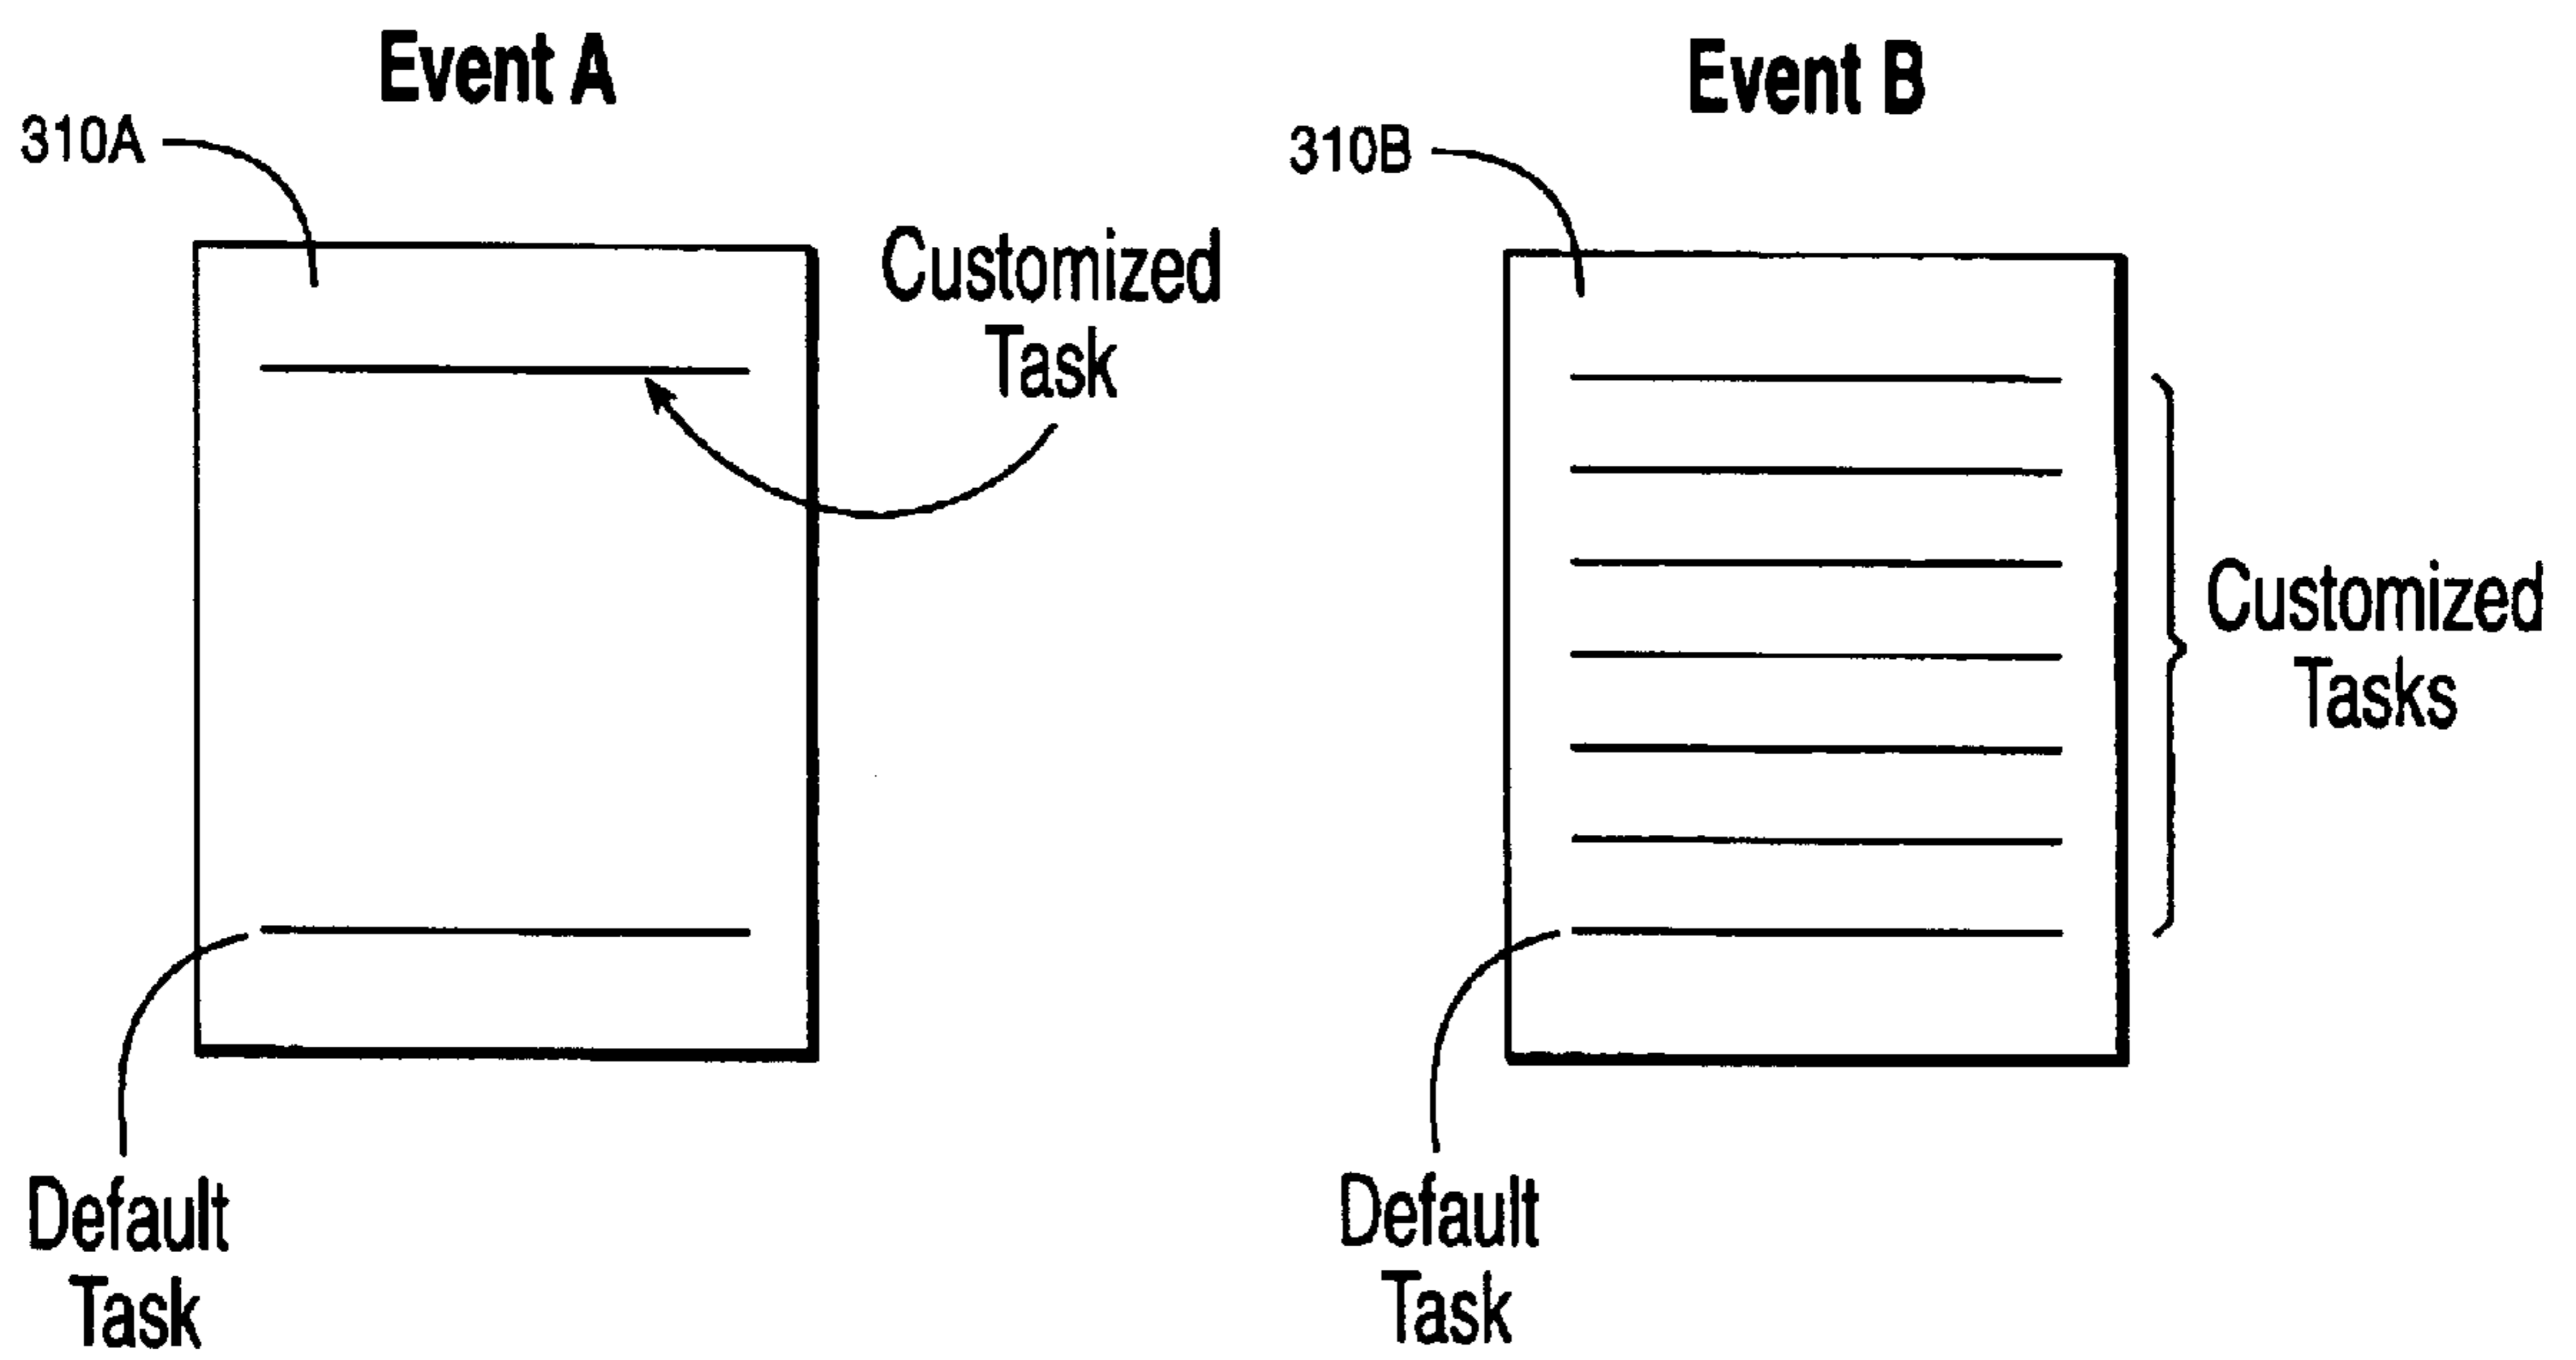 Event A
310A
Customized
Task
Default
Task
Event B
310B
Customized
Tasks
Default
Task